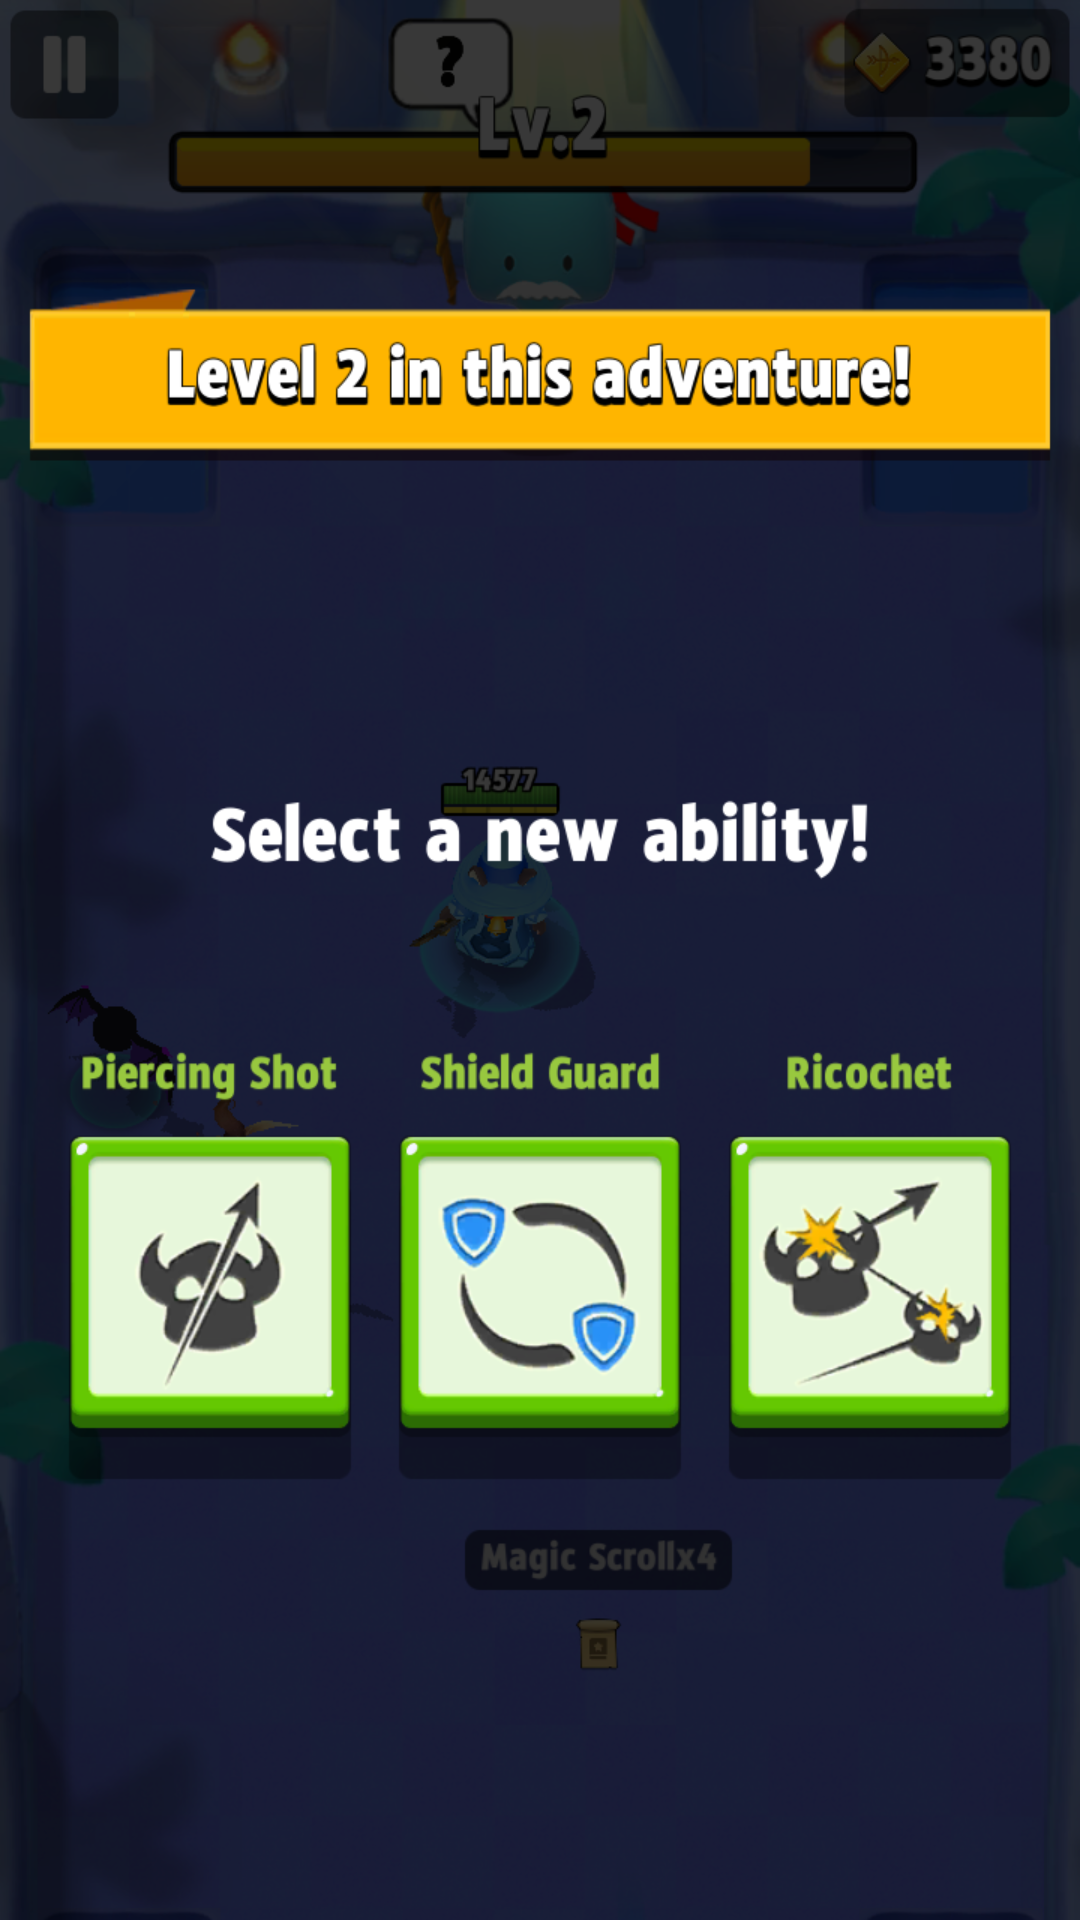 ?
3380
Lv.2
Level 2 in this adventure!
14577
Select a new ability!
Piercing Shot
Shield Guard
Ricochet
Magic Scrollx4